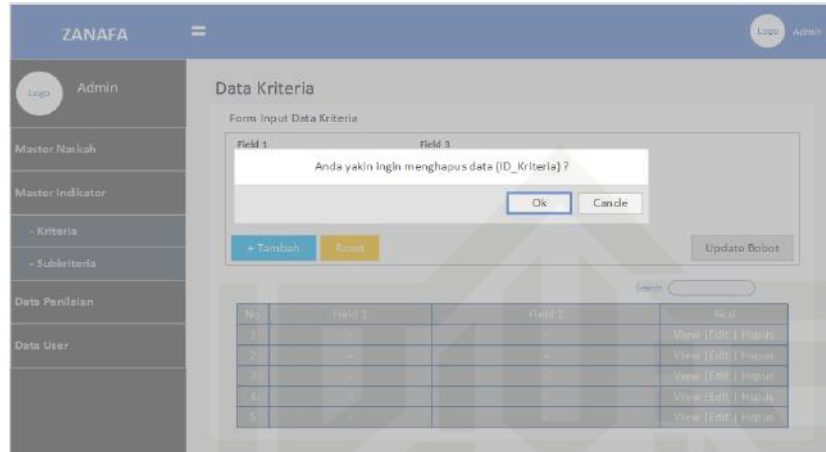 ZANAFA
Logo Admin
Logo Admin
Data Kriteria
Form Input Data Kriteria
Master Naskah
Field 1 Field 3
Anda yakin ingin menghapus data (ID_Kriteria) ?
Master Indikator
Ok Cancle
- Kriteria
+ Tambah Reset Update Bobot
- Subkriteria
Search
Data Penilaian
No Field 1 Field 2 Aksi
1 - - View |Edit | Hapus
Data User
2 - - View |Edit | Hapus
3 - - View |Edit | Hapus
4 - - View |Edit | Hapus
5 View |Edit | Hapus